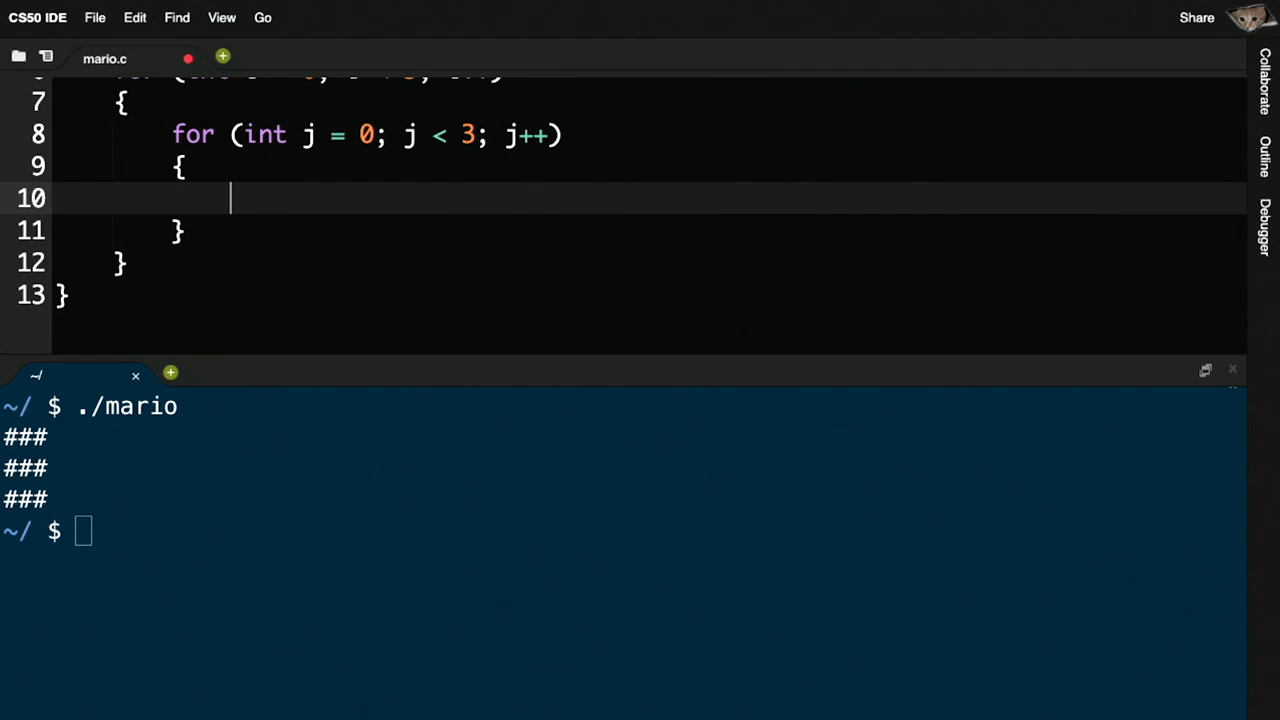 CS50 IDE File Edit Find View Go Share
mario.c
7 {
8 for (int j = 0; j < 3; j++)
9 {
10
11 }
12 }
13 }
~/
~/ $ ./mario
###
###
###
~/ $
Collaborate
Outline
Debugger